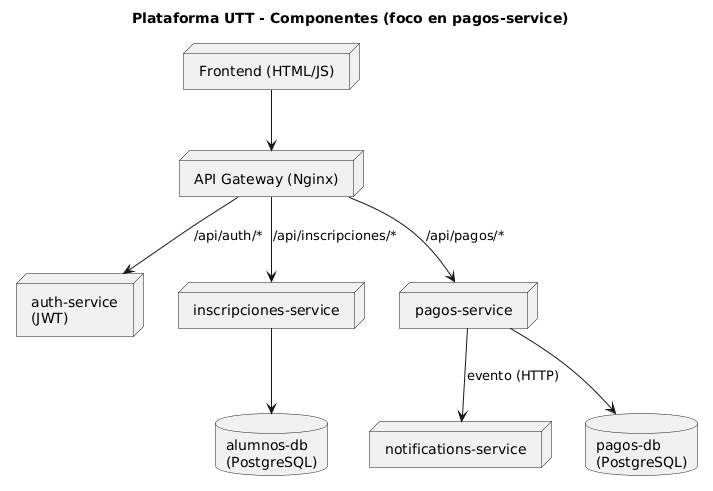 Plataforma UTT - Componentes (foco en pagos-service)
Frontend (HTML/JS)
API Gateway (Nginx)
/api/auth/*
/api/inscripciones/*
/api/pagos/*
auth-service
(JWT)
inscripciones-service
pagos-service
evento (HTTP)
alumnos-db
(PostgreSQL)
notifications-service
pagos-db
(PostgreSQL)